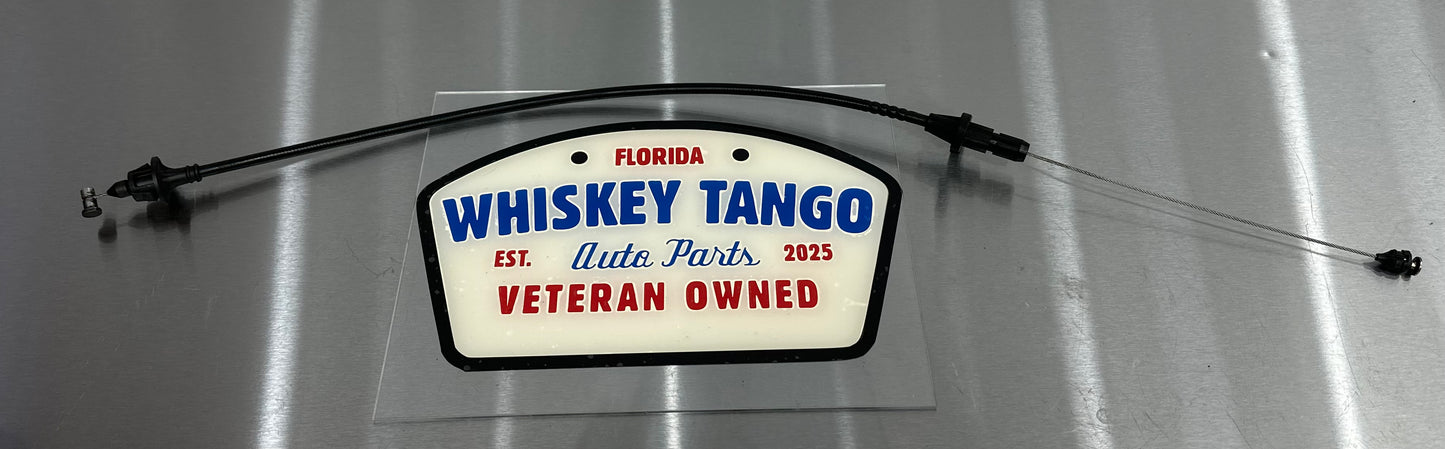 FLORIDA
WHISKEY TANGO
EST. Auto Parts 2025
VETERAN OWNED